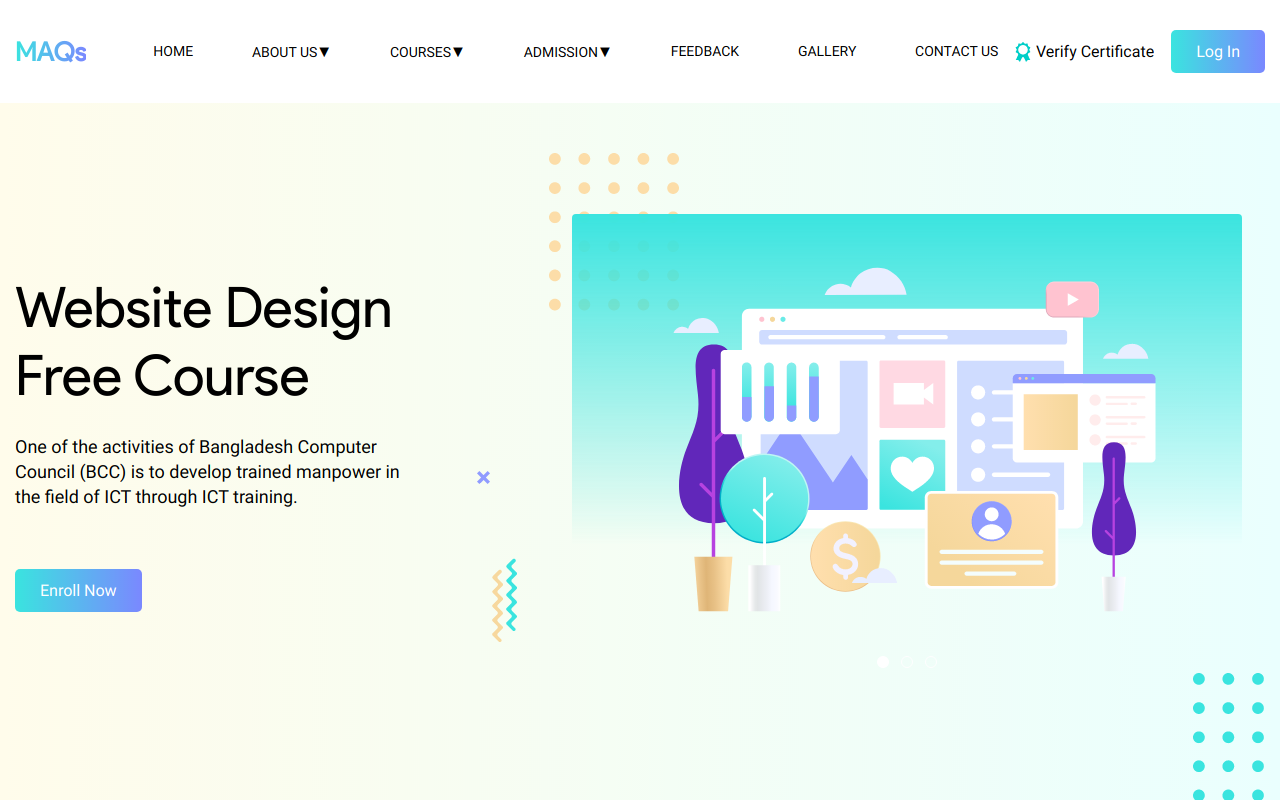 MAQs
HOME
ABOUT US▼
COURSES▼
ADMISSION▼
FEEDBACK
GALLERY
CONTACT US
Verify Certificate
Log In
Website Design
Free Course
One of the activities of Bangladesh Computer
Council (BCC) is to develop trained manpower in
the field of ICT through ICT training.
Enroll Now